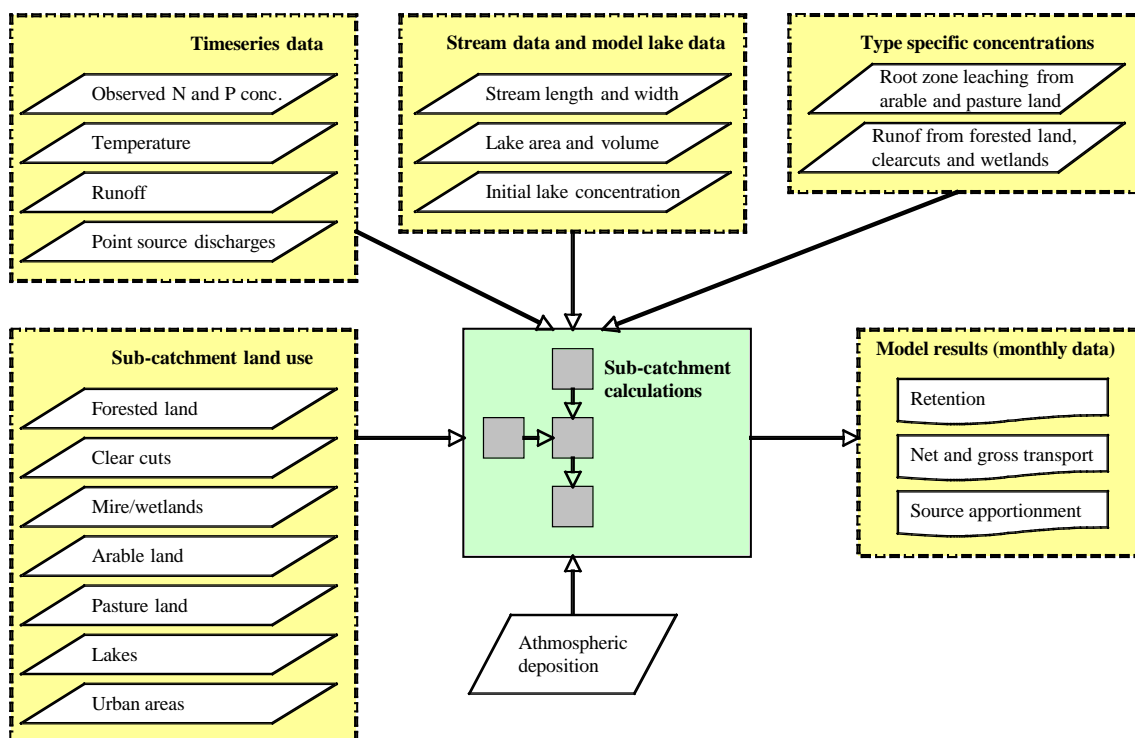 Timeseries data
Observed N and P conc.
Temperature
Runoff
Point source discharges
Stream data and model lake data
Stream length and width
Lake area and volume
Initial lake concentration
Type specific concentrations
Root zone leaching from
arable and pasture land
Runof from forested land,
clearcuts and wetlands
Sub-catchment land use
Forested land
Clear cuts
Mire/wetlands
Arable land
Pasture land
Lakes
Urban areas
Sub-catchment
calculations
Athmospheric
deposition
Model results (monthly data)
Retention
Net and gross transport
Source apportionment